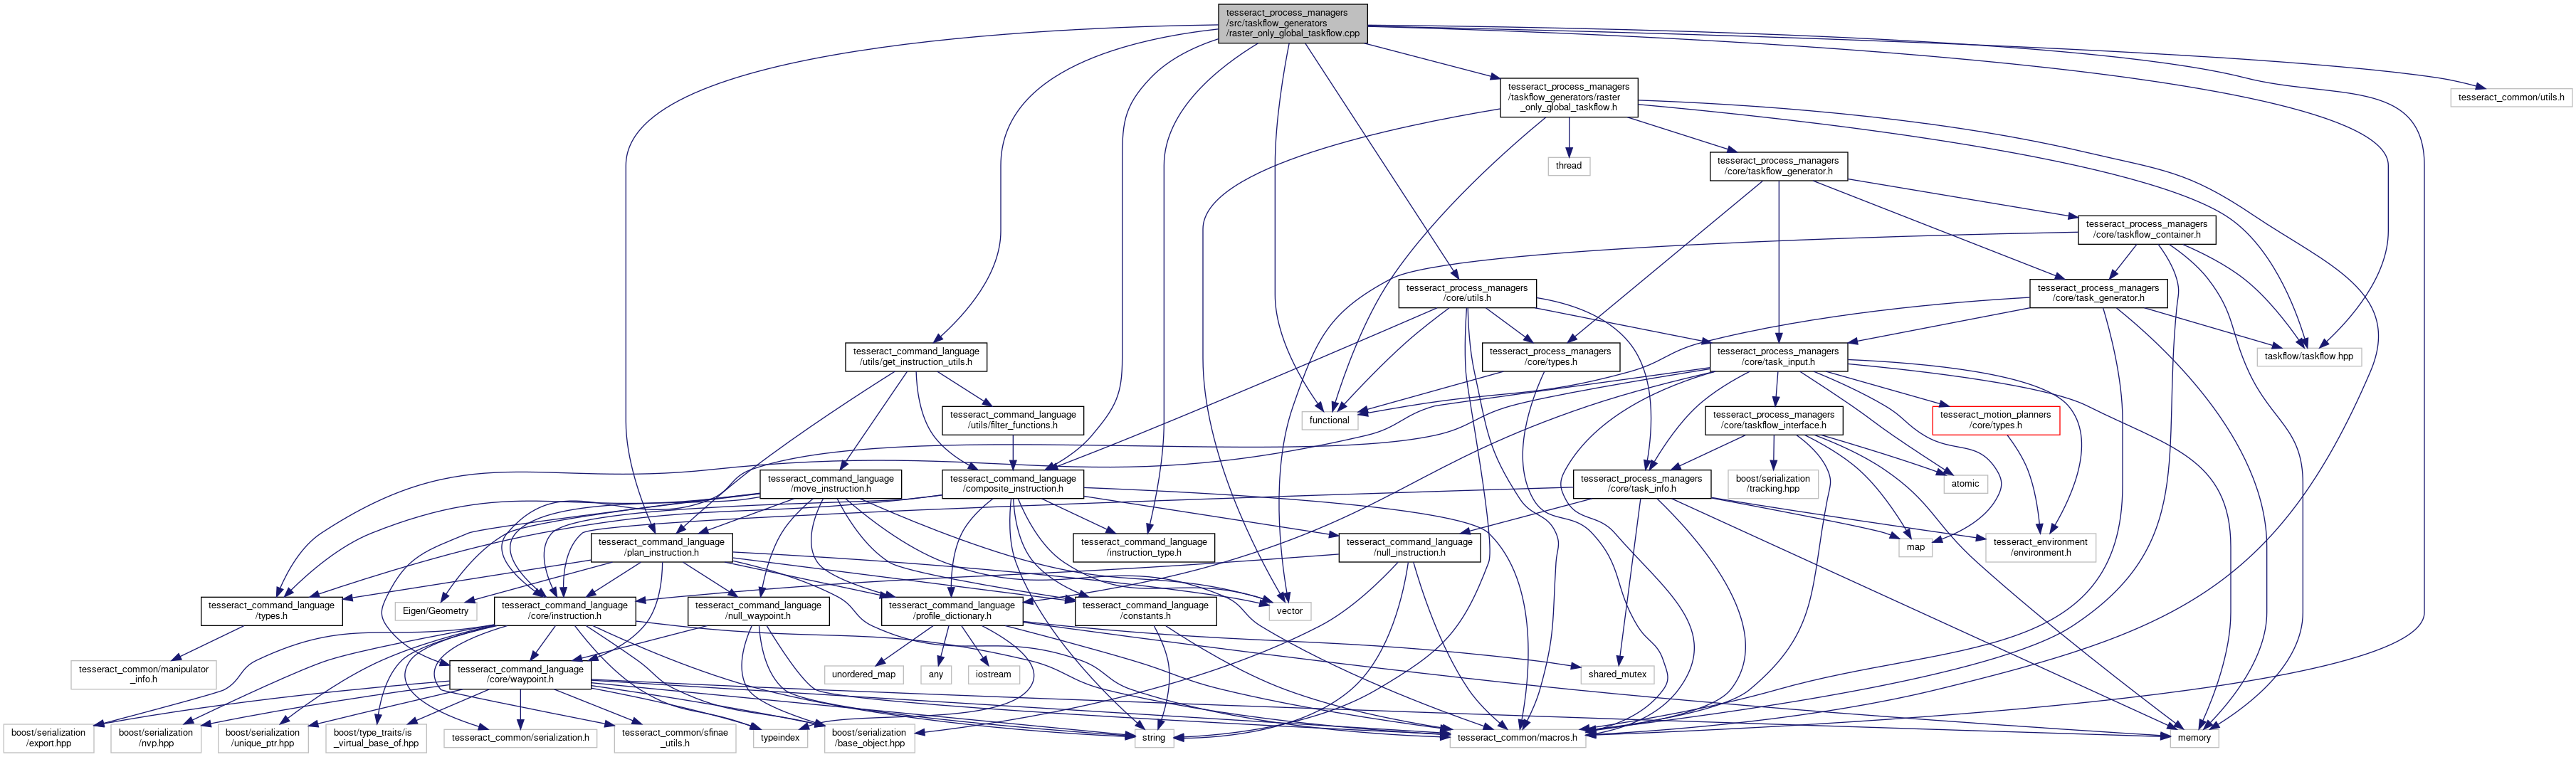 tesseract_process_managers
/src/taskflow_generators
/raster_only_global_taskflow.cpp
tesseract_process_managers
/taskflow_generators/raster
_only_global_taskflow.h
tesseract_common/utils.h
thread
tesseract_process_managers
/core/taskflow_generator.h
tesseract_process_managers
/core/taskflow_container.h
tesseract_process_managers
/core/utils.h
tesseract_process_managers
/core/task_generator.h
tesseract_command_language
/utils/get_instruction_utils.h
tesseract_process_managers
/core/types.h
tesseract_process_managers
/core/task_input.h
taskflow/taskflow.hpp
tesseract_command_language
/utils/filter_functions.h
functional
tesseract_process_managers
/core/taskflow_interface.h
tesseract_motion_planners
/core/types.h
tesseract_command_language
/move_instruction.h
tesseract_command_language
/composite_instruction.h
tesseract_process_managers
/core/task_info.h
boost/serialization
/tracking.hpp
atomic
tesseract_command_language
/plan_instruction.h
tesseract_command_language
/instruction_type.h
tesseract_command_language
/null_instruction.h
map
tesseract_environment
/environment.h
tesseract_command_language
/types.h
Eigen/Geometry
tesseract_command_language
/core/instruction.h
tesseract_command_language
/null_waypoint.h
tesseract_command_language
/profile_dictionary.h
tesseract_command_language
/constants.h
vector
tesseract_common/manipulator
_info.h
tesseract_command_language
/core/waypoint.h
unordered_map
any
iostream
shared_mutex
boost/serialization
/export.hpp
boost/serialization
/nvp.hpp
boost/serialization
/unique_ptr.hpp
boost/type_traits/is
_virtual_base_of.hpp
tesseract_common/serialization.h
tesseract_common/sfinae
_utils.h
typeindex
boost/serialization
/base_object.hpp
string
tesseract_common/macros.h
memory